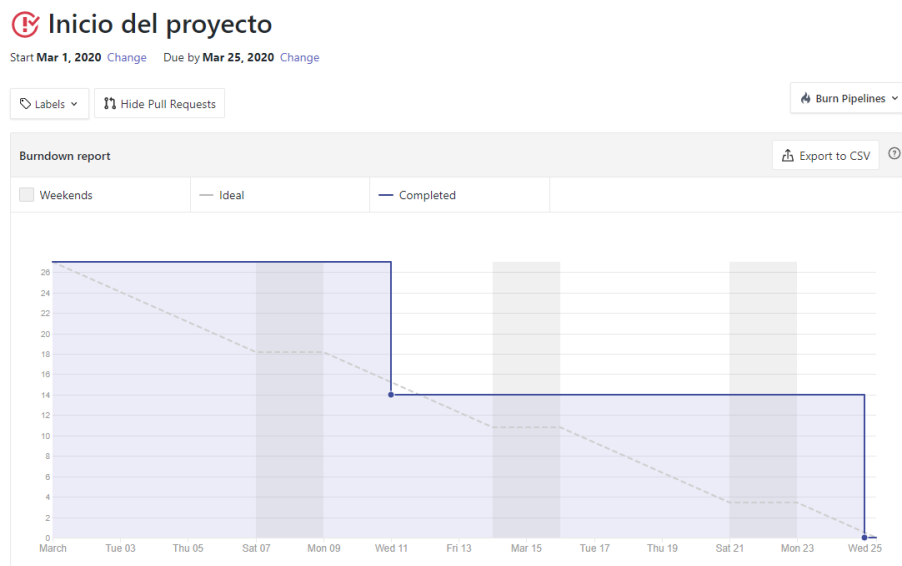 Inicio del proyecto
Start Mar 1, 2020 Change Due by Mar 25, 2020 Change
Labels Hide Pull Requests Burn Pipelines
Burndown report Export to CSV ?
Weekends Ideal Completed
26
24
22
20
18
16
14
12
10
8
6
4
2
0
March Tue 03 Thu 05 Sat 07 Mon 09 Wed 11 Fri 13 Mar 15 Tue 17 Thu 19 Sat 21 Mon 23 Wed 25